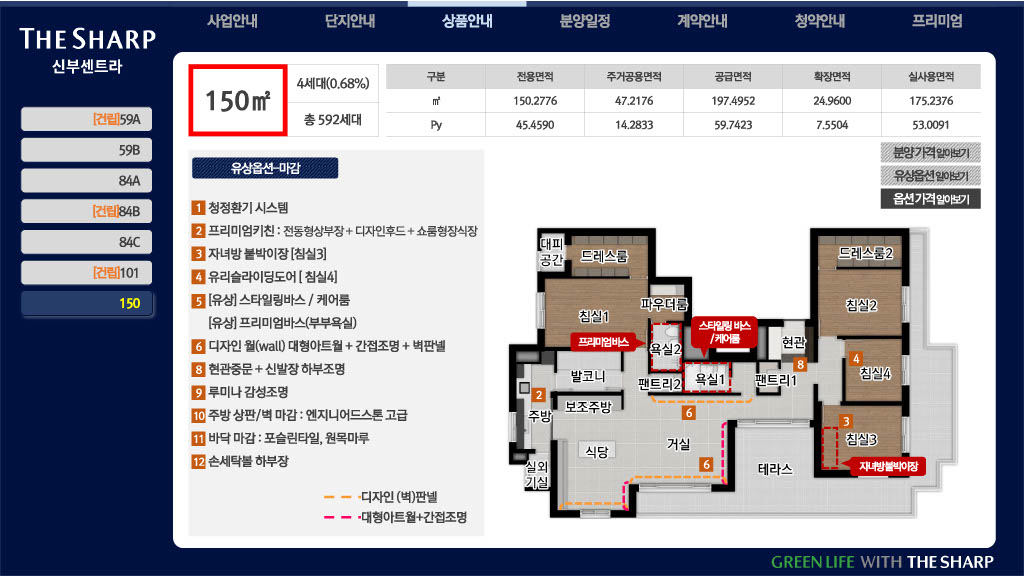 사업안내 단지안내 상품안내 분양일정 계약안내 청약안내 프리미엄
THE SHARP
신부센트라
[건립]59A
59B
84A
[건립]84B
84C
[건립]101
150
150㎡
4세대(0.68%)
총 592세대
구분 전용면적 주거공용면적 공급면적 확장면적 실사용면적
㎡ 150.2776 47.2176 197.4952 24.9600 175.2376
Py 45.4590 14.2833 59.7423 7.5504 53.0091
분양가격 알아보기
유상옵션 알아보기
옵션 가격 알아보기
유상옵션-마감
1 청정환기 시스템
2 프리미엄키친 : 전동형상부장 + 디자인후드 + 쇼룸형장식장
3 자녀방 붙박이장 [침실3]
4 유리슬라이딩도어 [ 침실4]
5 [유상] 스타일링바스 / 케어룸
[유상] 프리미엄바스(부부욕실)
6 디자인 월(wall) 대형아트월 + 간접조명 + 벽판넬
8 현관중문 + 신발장 하부조명
9 루미나 감성조명
10 주방 상판/벽 마감 : 엔지니어드스톤 고급
11 바닥 마감 : 포슬린타일, 원목마루
12 손세탁볼 하부장
디자인 (벽)판넬
대형아트월+간접조명
대피
공간
드레스룸
드레스룸2
침실1
파우더룸
침실2
스타일링 바스
/케어룸
프리미엄바스
욕실2
현관
8
4
침실4
발코니
팬트리2
욕실1
팬트리1
2
주방
보조주방
6
3
침실3
식당
거실
6
자녀방붙박이장
테라스
실외
기실
GREEN LIFE WITH THE SHARP